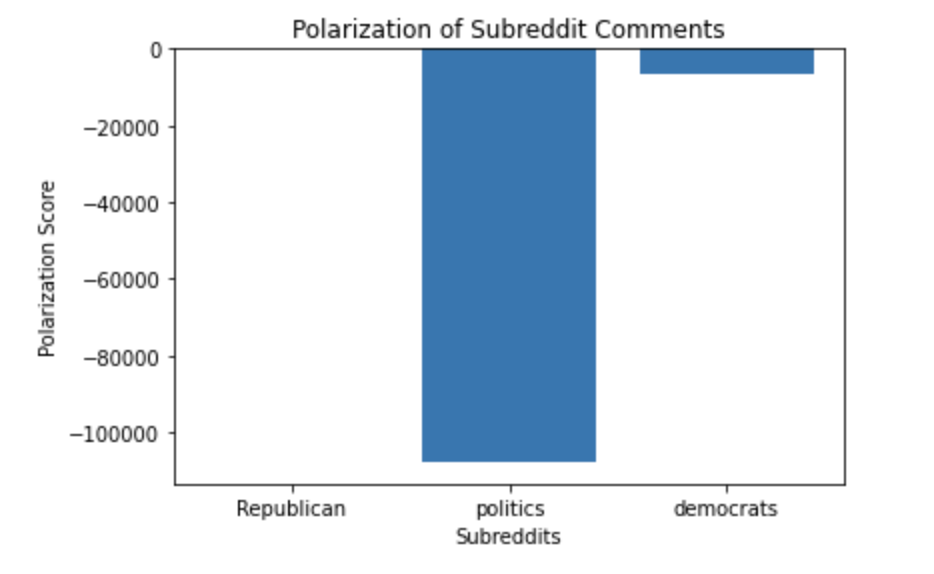 Polarization of Subreddit Comments
0
−20000
−40000
−60000
−80000
−100000
Polarization Score
Republican
politics
democrats
Subreddits